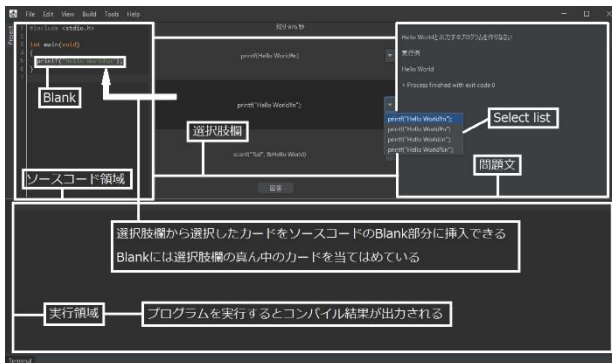 File Edit View Build Tools Help
Project
1 #include <stdio.h>
2
3 int main(void)
4 {
5 printf("Hello World¥n");
6 }
7
Blank
ソースコード領域
残り 976 秒
printf(Hello World¥n)
printf("Hello World¥n");
選択肢欄
scanf("%d", &Hello World)
回答
printf("Hello World¥n");
printf("Hello World¥n")
printf("Hello World/n");
printf("Hello World%n");
Select list
Hello Worldと出力するプログラムを作りなさい
実行例
Hello World
• Process finished with exit code 0
問題文
選択肢欄から選択したカードをソースコードのBlank部分に挿入できる
Blankには選択肢欄の真ん中のカードを当てはめている
実行領域
プログラムを実行するとコンパイル結果が出力される
Terminal